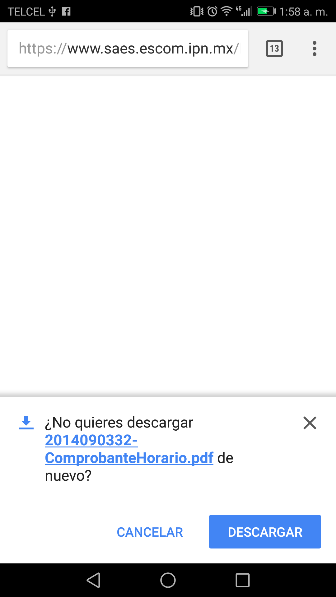 TELCEL 1:58 a. m.
https://www.saes.escom.ipn.mx/ 13
¿No quieres descargar
2014090332-
ComprobanteHorario.pdf de
nuevo?
CANCELAR DESCARGAR